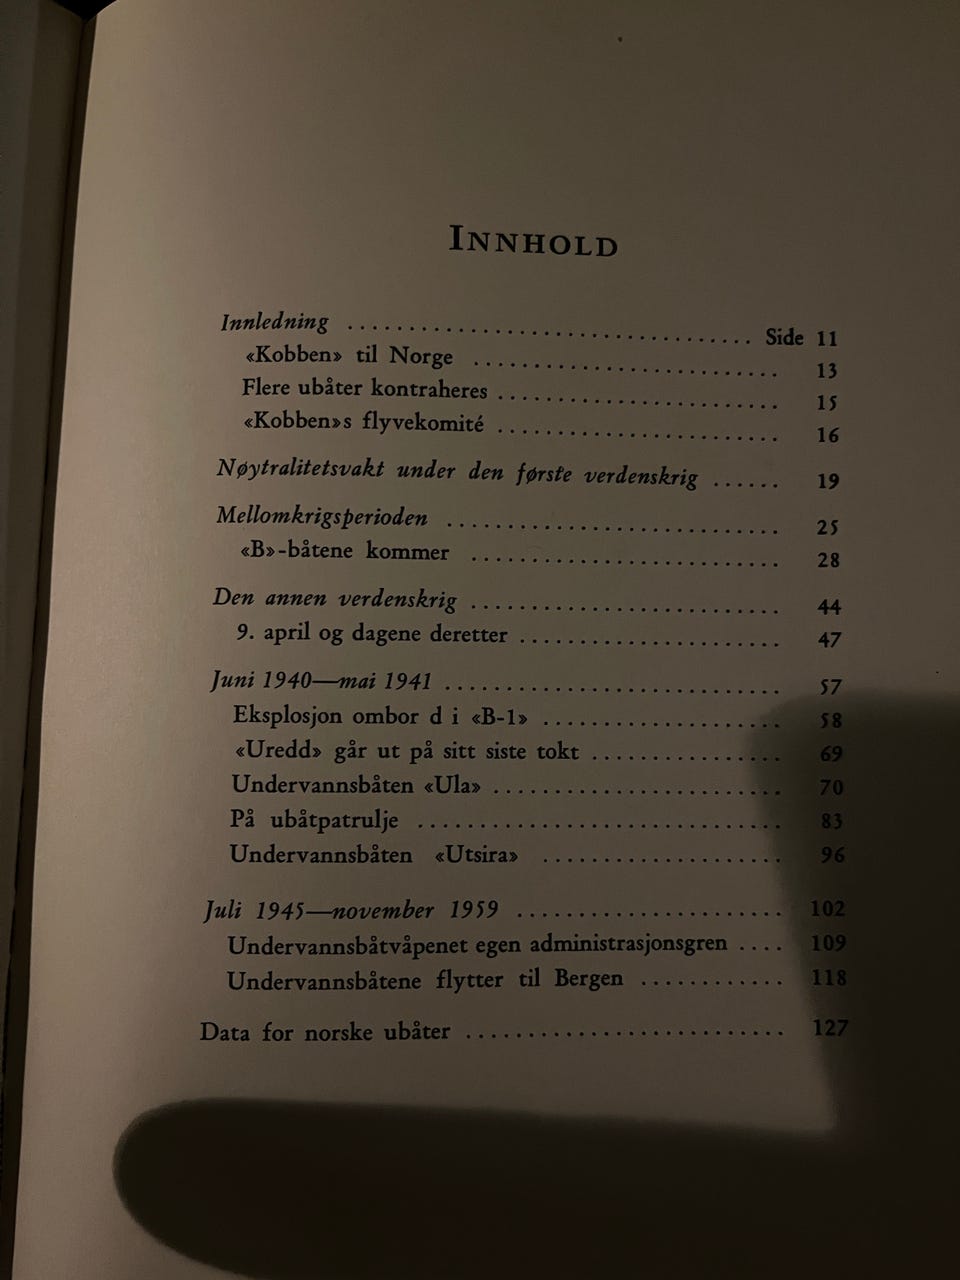 INNHOLD
Innledning ................................. Side 11
«Kobben» til Norge ......................... 13
Flere ubåter kontraheres ....................... 15
«Kobben»s flyvekomité ....................... 16
Nøytralitetsvakt under den første verdenskrig ...... 19
Mellomkrigsperioden ........................... 25
«B»-båtene kommer ......................... 28
Den annen verdenskrig ......................... 44
9. april og dagene deretter ..................... 47
Juni 1940—mai 1941 ........................... 57
Eksplosjon ombor d i «B-1» .................... 58
«Uredd» går ut på sitt siste tokt ................ 69
Undervannsbåten «Ula» ....................... 70
På ubåtpatrulje .............................. 83
Undervannsbåten «Utsira» .................... 96
Juli 1945—november 1959 ...................... 102
Undervannsbåtvåpenet egen administrasjonsgren .... 109
Undervannsbåtene flytter til Bergen ............ 118
Data for norske ubåter .......................... 127